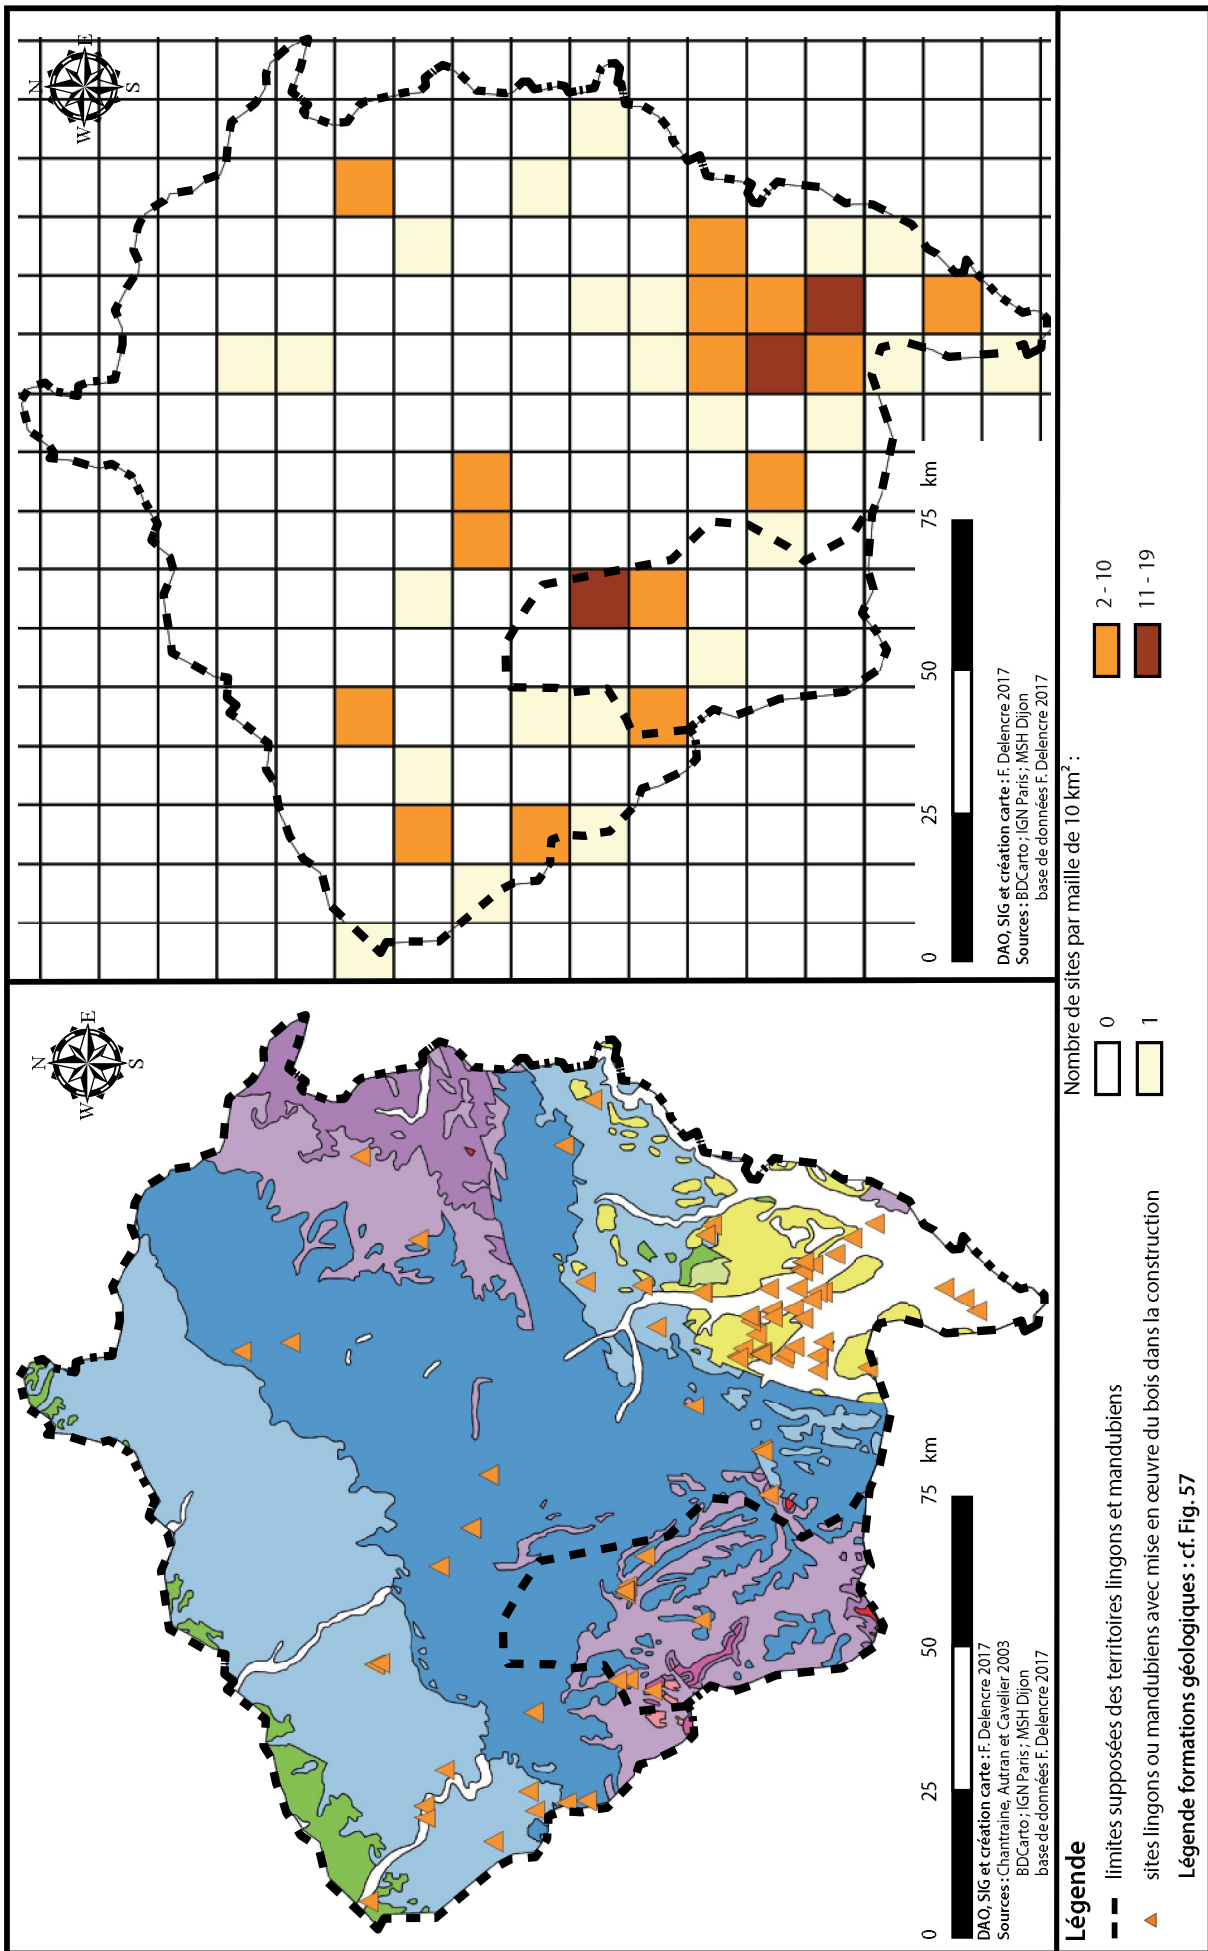 N
E
S
W
0
25
50
75
km
DAO, SIG et création carte : F. Delencre 2017
Sources : Chantraine, Autran et Cavelier 2003
BDCarto ; IGN Paris ; MSH Dijon
base de données F. Delencre 2017
N
E
S
W
0
25
50
75
km
DAO, SIG et création carte : F. Delencre 2017
Sources : BDCarto ; IGN Paris ; MSH Dijon
base de données F. Delencre 2017
Légende
limites supposées des territoires lingons et mandubiens
sites lingons ou mandubiens avec mise en œuvre du bois dans la construction
Légende formations géologiques : cf. Fig. 57
Nombre de sites par maille de 10 km² :
0
1
2 - 10
11 - 19